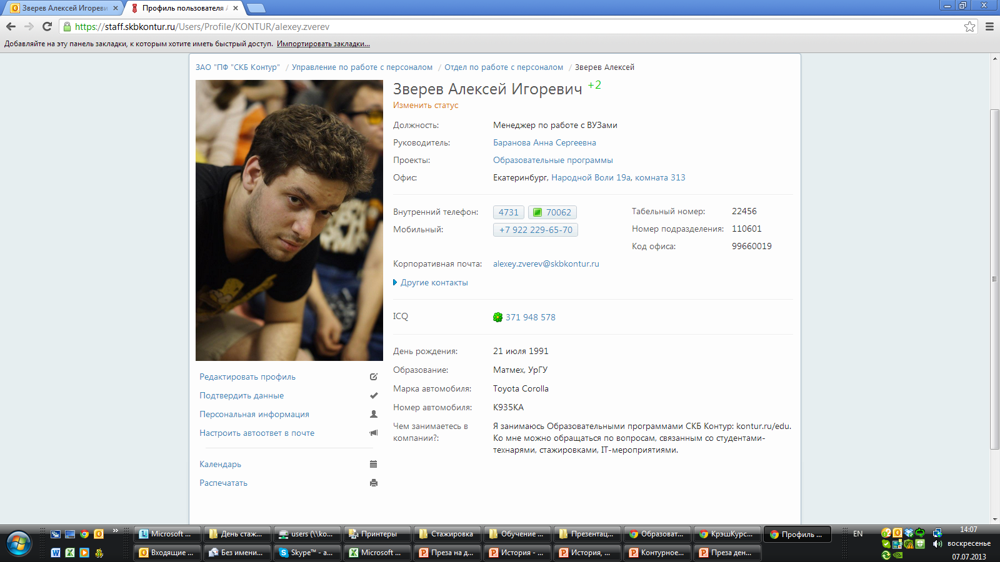 Зверев Алексей Игореви
Профиль пользователя
https://staff.skbkontur.ru/Users/Profile/KONTUR/alexey.zverev
Добавляйте на эту панель закладки, к которым хотите иметь быстрый доступ. Импортировать закладки...
ЗАО "ПФ "СКБ Контур" / Управление по работе с персоналом / Отдел по работе с персоналом / Зверев Алексей
Зверев Алексей Игоревич +2
Изменить статус
Должность: Менеджер по работе с ВУЗами
Руководитель: Баранова Анна Сергеевна
Проекты: Образовательные программы
Офис: Екатеринбург, Народной Воли 19а, комната 313
Внутренний телефон: 4731 70062
Мобильный: +7 922 229-65-70
Табельный номер: 22456
Номер подразделения: 110601
Код офиса: 99660019
Корпоративная почта: alexey.zverev@skbkontur.ru
Другие контакты
ICQ 371 948 578
День рождения: 21 июля 1991
Образование: Матмех, УрГУ
Марка автомобиля: Toyota Corolla
Номер автомобиля: К935КА
Чем занимаетесь в
компании?:
Я занимаюсь Образовательными программами СКБ Контур: kontur.ru/edu.
Ко мне можно обращаться по вопросам, связанным со студентами-
технарями, стажировками, IT-мероприятиями.
Редактировать профиль
Подтвердить данные
Персональная информация
Настроить автоответ в почте
Календарь
Распечатать
Microsoft ...
День стаж...
users (\\ko...
Принтеры
Стажировка
Обучение ...
Презентац...
Образоват...
КрэшКурс...
Профиль ...
EN
14:07
Входящие ...
Без имени...
Skype™ - a...
Microsoft ...
Преза на д...
История - ...
История, ...
Контурное...
Преза ден...
воскресенье
07.07.2013